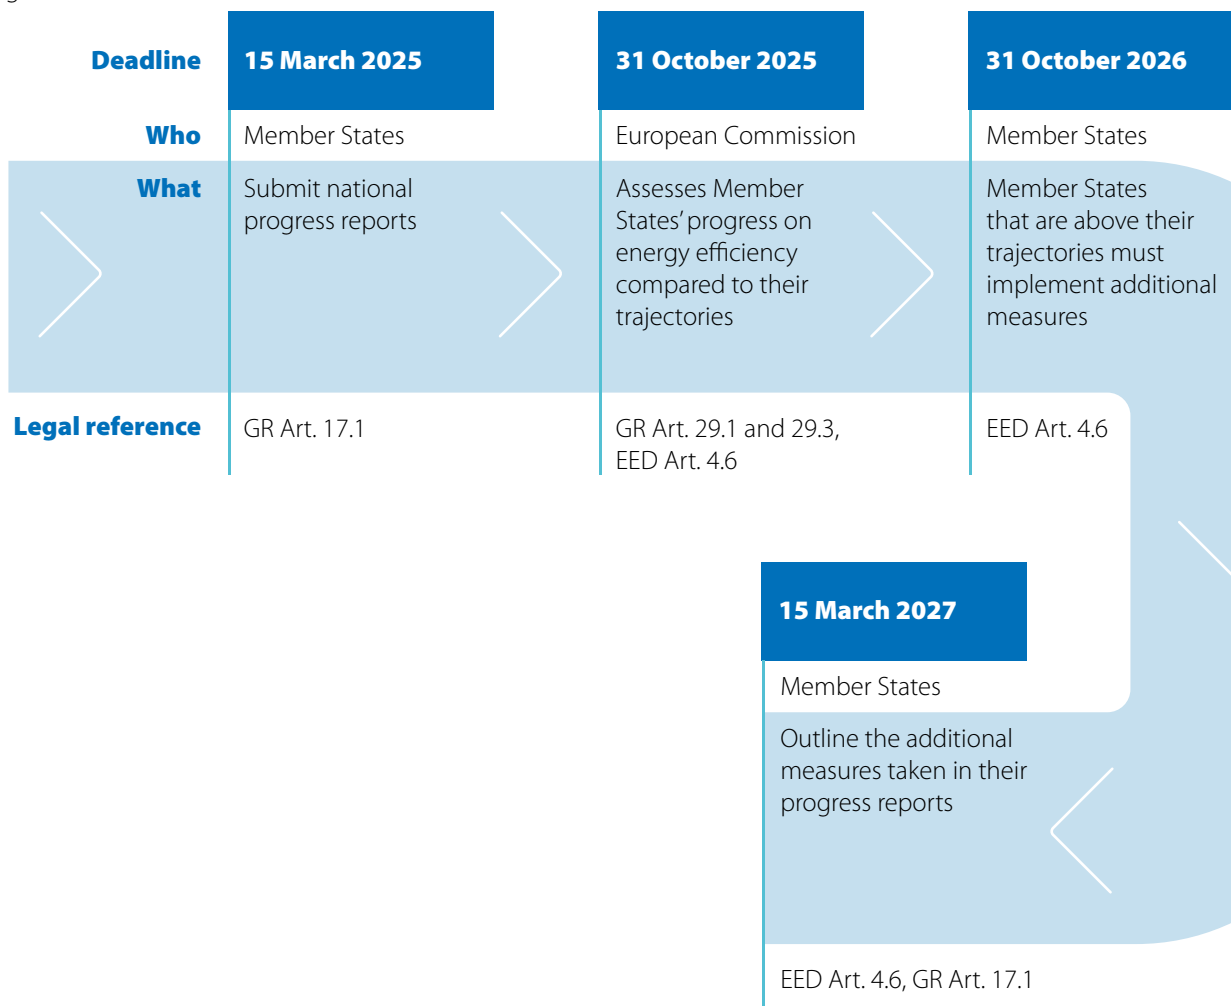 Deadline
15 March 2025
31 October 2025
31 October 2026
Who
Member States
European Commission
Member States
What
Submit national
progress reports
Assesses Member
States’ progress on
energy efficiency
compared to their
trajectories
Member States
that are above their
trajectories must
implement additional
measures
Legal reference
GR Art. 17.1
GR Art. 29.1 and 29.3,
EED Art. 4.6
EED Art. 4.6
15 March 2027
Member States
Outline the additional
measures taken in their
progress reports
EED Art. 4.6, GR Art. 17.1